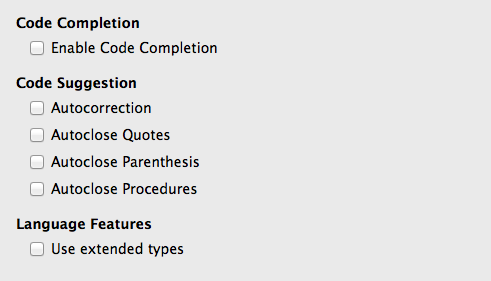 Code Completion
Enable Code Completion
Code Suggestion
Autocorrection
Autoclose Quotes
Autoclose Parenthesis
Autoclose Procedures
Language Features
Use extended types